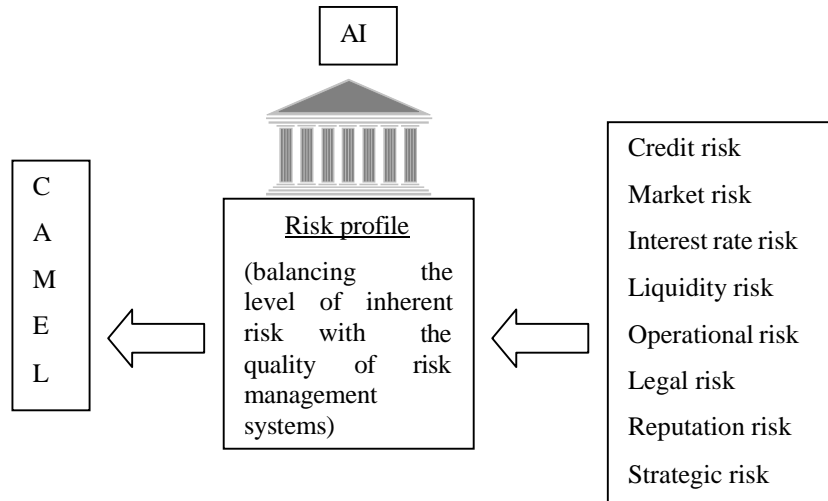 AI
C
A
M
E
L
Risk profile
(balancing the
level of inherent
risk with the
quality of risk
management
systems)
Credit risk
Market risk
Interest rate risk
Liquidity risk
Operational risk
Legal risk
Reputation risk
Strategic risk